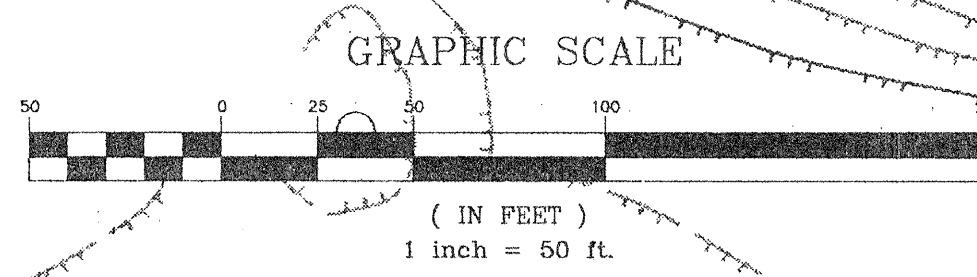 GRAPHIC SCALE
50 0 25 50 100
( IN FEET )
1 inch = 50 ft.